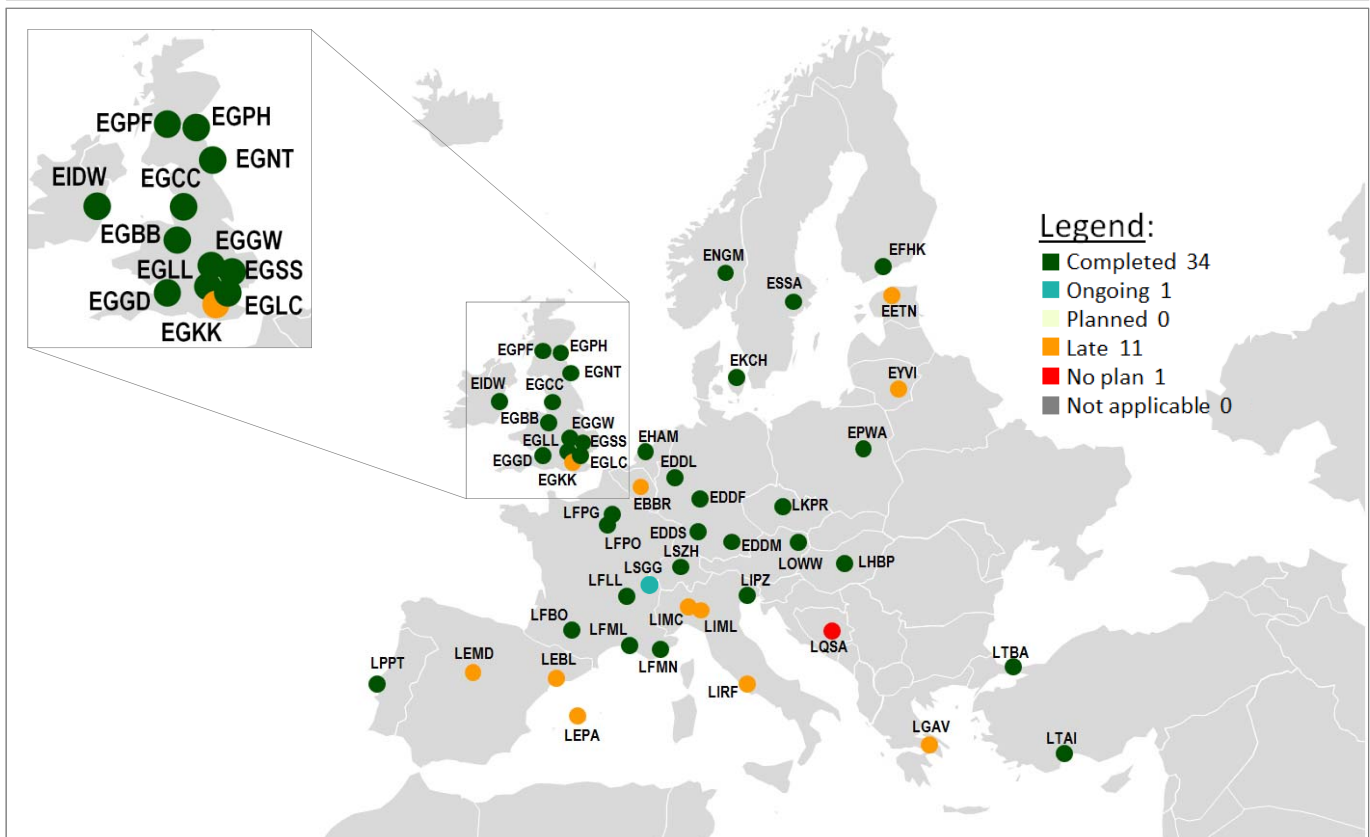 EGPF
EGPH
EGNT
EIDW
EGCC
EGBB
EGGW
EGLL
EGSS
EGGD
EGLC
EGKK
Legend:
Completed 34
Ongoing 1
Planned 0
Late 11
No plan 1
Not applicable 0
ENGM
EFHK
ESSA
EETN
EKCH
EYVI
EGPF
EGPH
EGNT
EIDW
EGCC
EGBB
EGGW
EGLL
EGSS
EGGD
EGLC
EGKK
EHAM
EPWA
EDDL
EBBR
EDDF
LKPR
LFPG
LFPO
EDDS
EDDM
LSZH
LOWW
LHBP
LSGG
LFLL
LIPZ
LFBO
LIMC
LIML
LFML
LFMN
LQSA
LPPT
LEMD
LEBL
LTBA
LIRF
LEPA
LGAV
LTAI